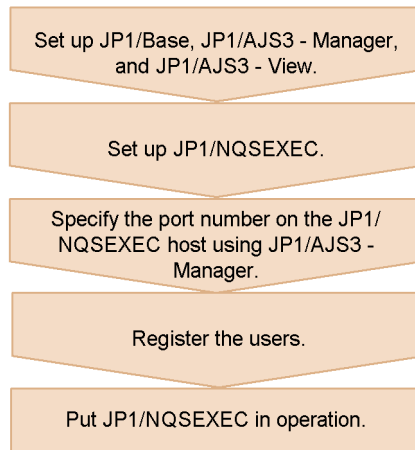 Set up JP1/Base, JP1/AJS3 - Manager,
and JP1/AJS3 - View.
Set up JP1/NQSEXEC.
Specify the port number on the JP1/
NQSEXEC host using JP1/AJS3 -
Manager.
Register the users.
Put JP1/NQSEXEC in operation.